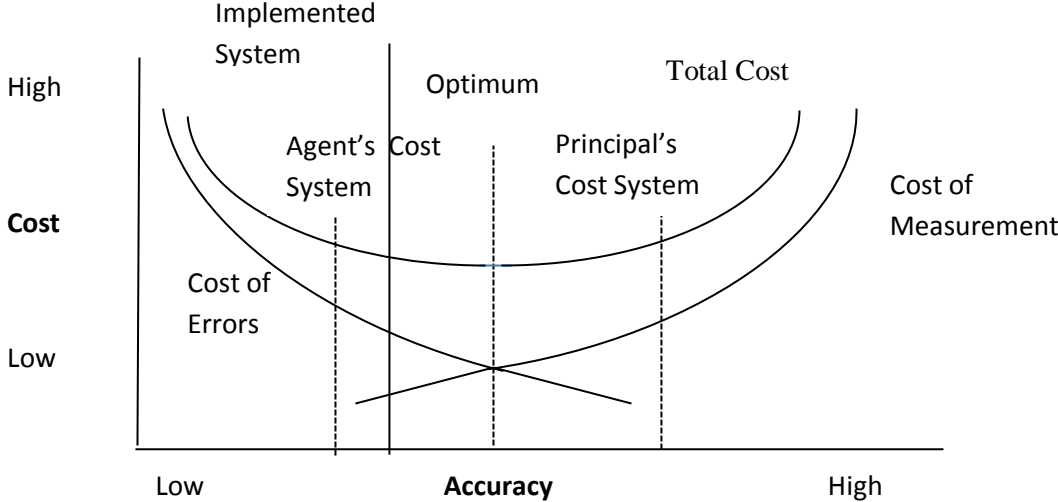 Implemented
System
High
Optimum
Total Cost
Agent's Cost
System
Principal's
Cost System
Cost of
Measurement
Cost
Cost of
Errors
Low
Low
Accuracy
High